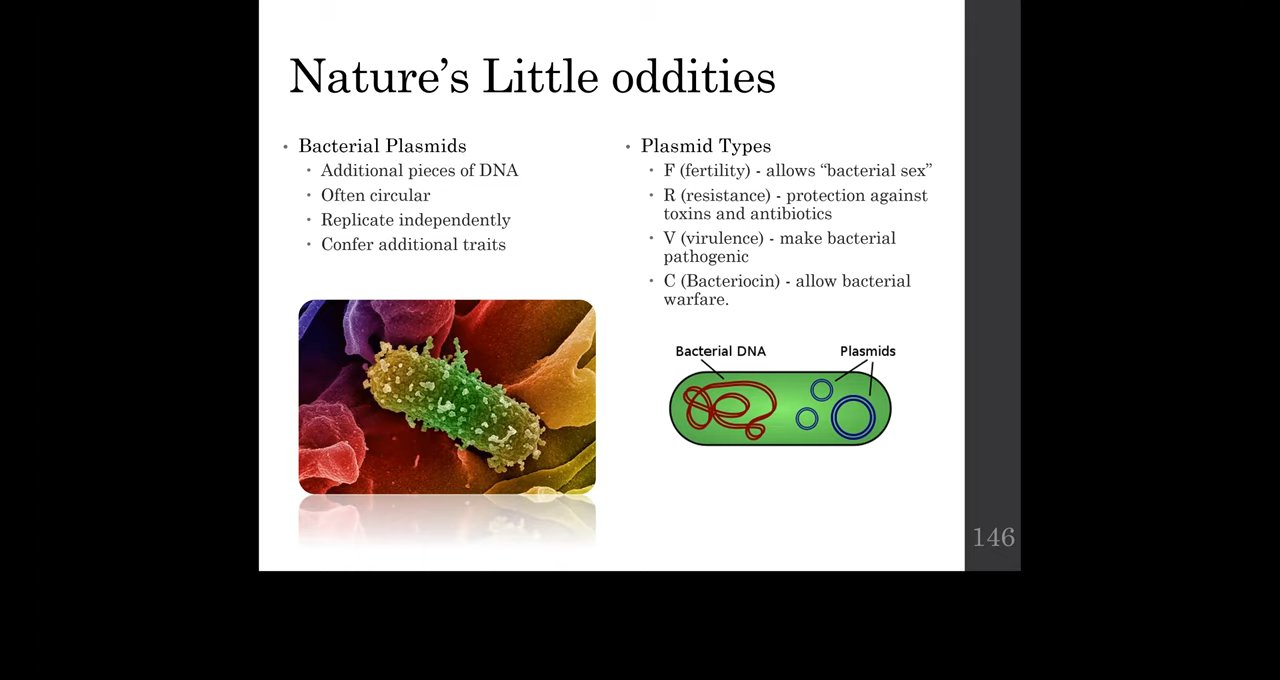 Nature’s Little oddities
• Bacterial Plasmids
• Additional pieces of DNA
• Often circular
• Replicate independently
• Confer additional traits
• Plasmid Types
• F (fertility) - allows “bacterial sex”
• R (resistance) - protection against
toxins and antibiotics
• V (virulence) - make bacterial
pathogenic
• C (Bacteriocin) - allow bacterial
warfare.
Bacterial DNA
Plasmids
146